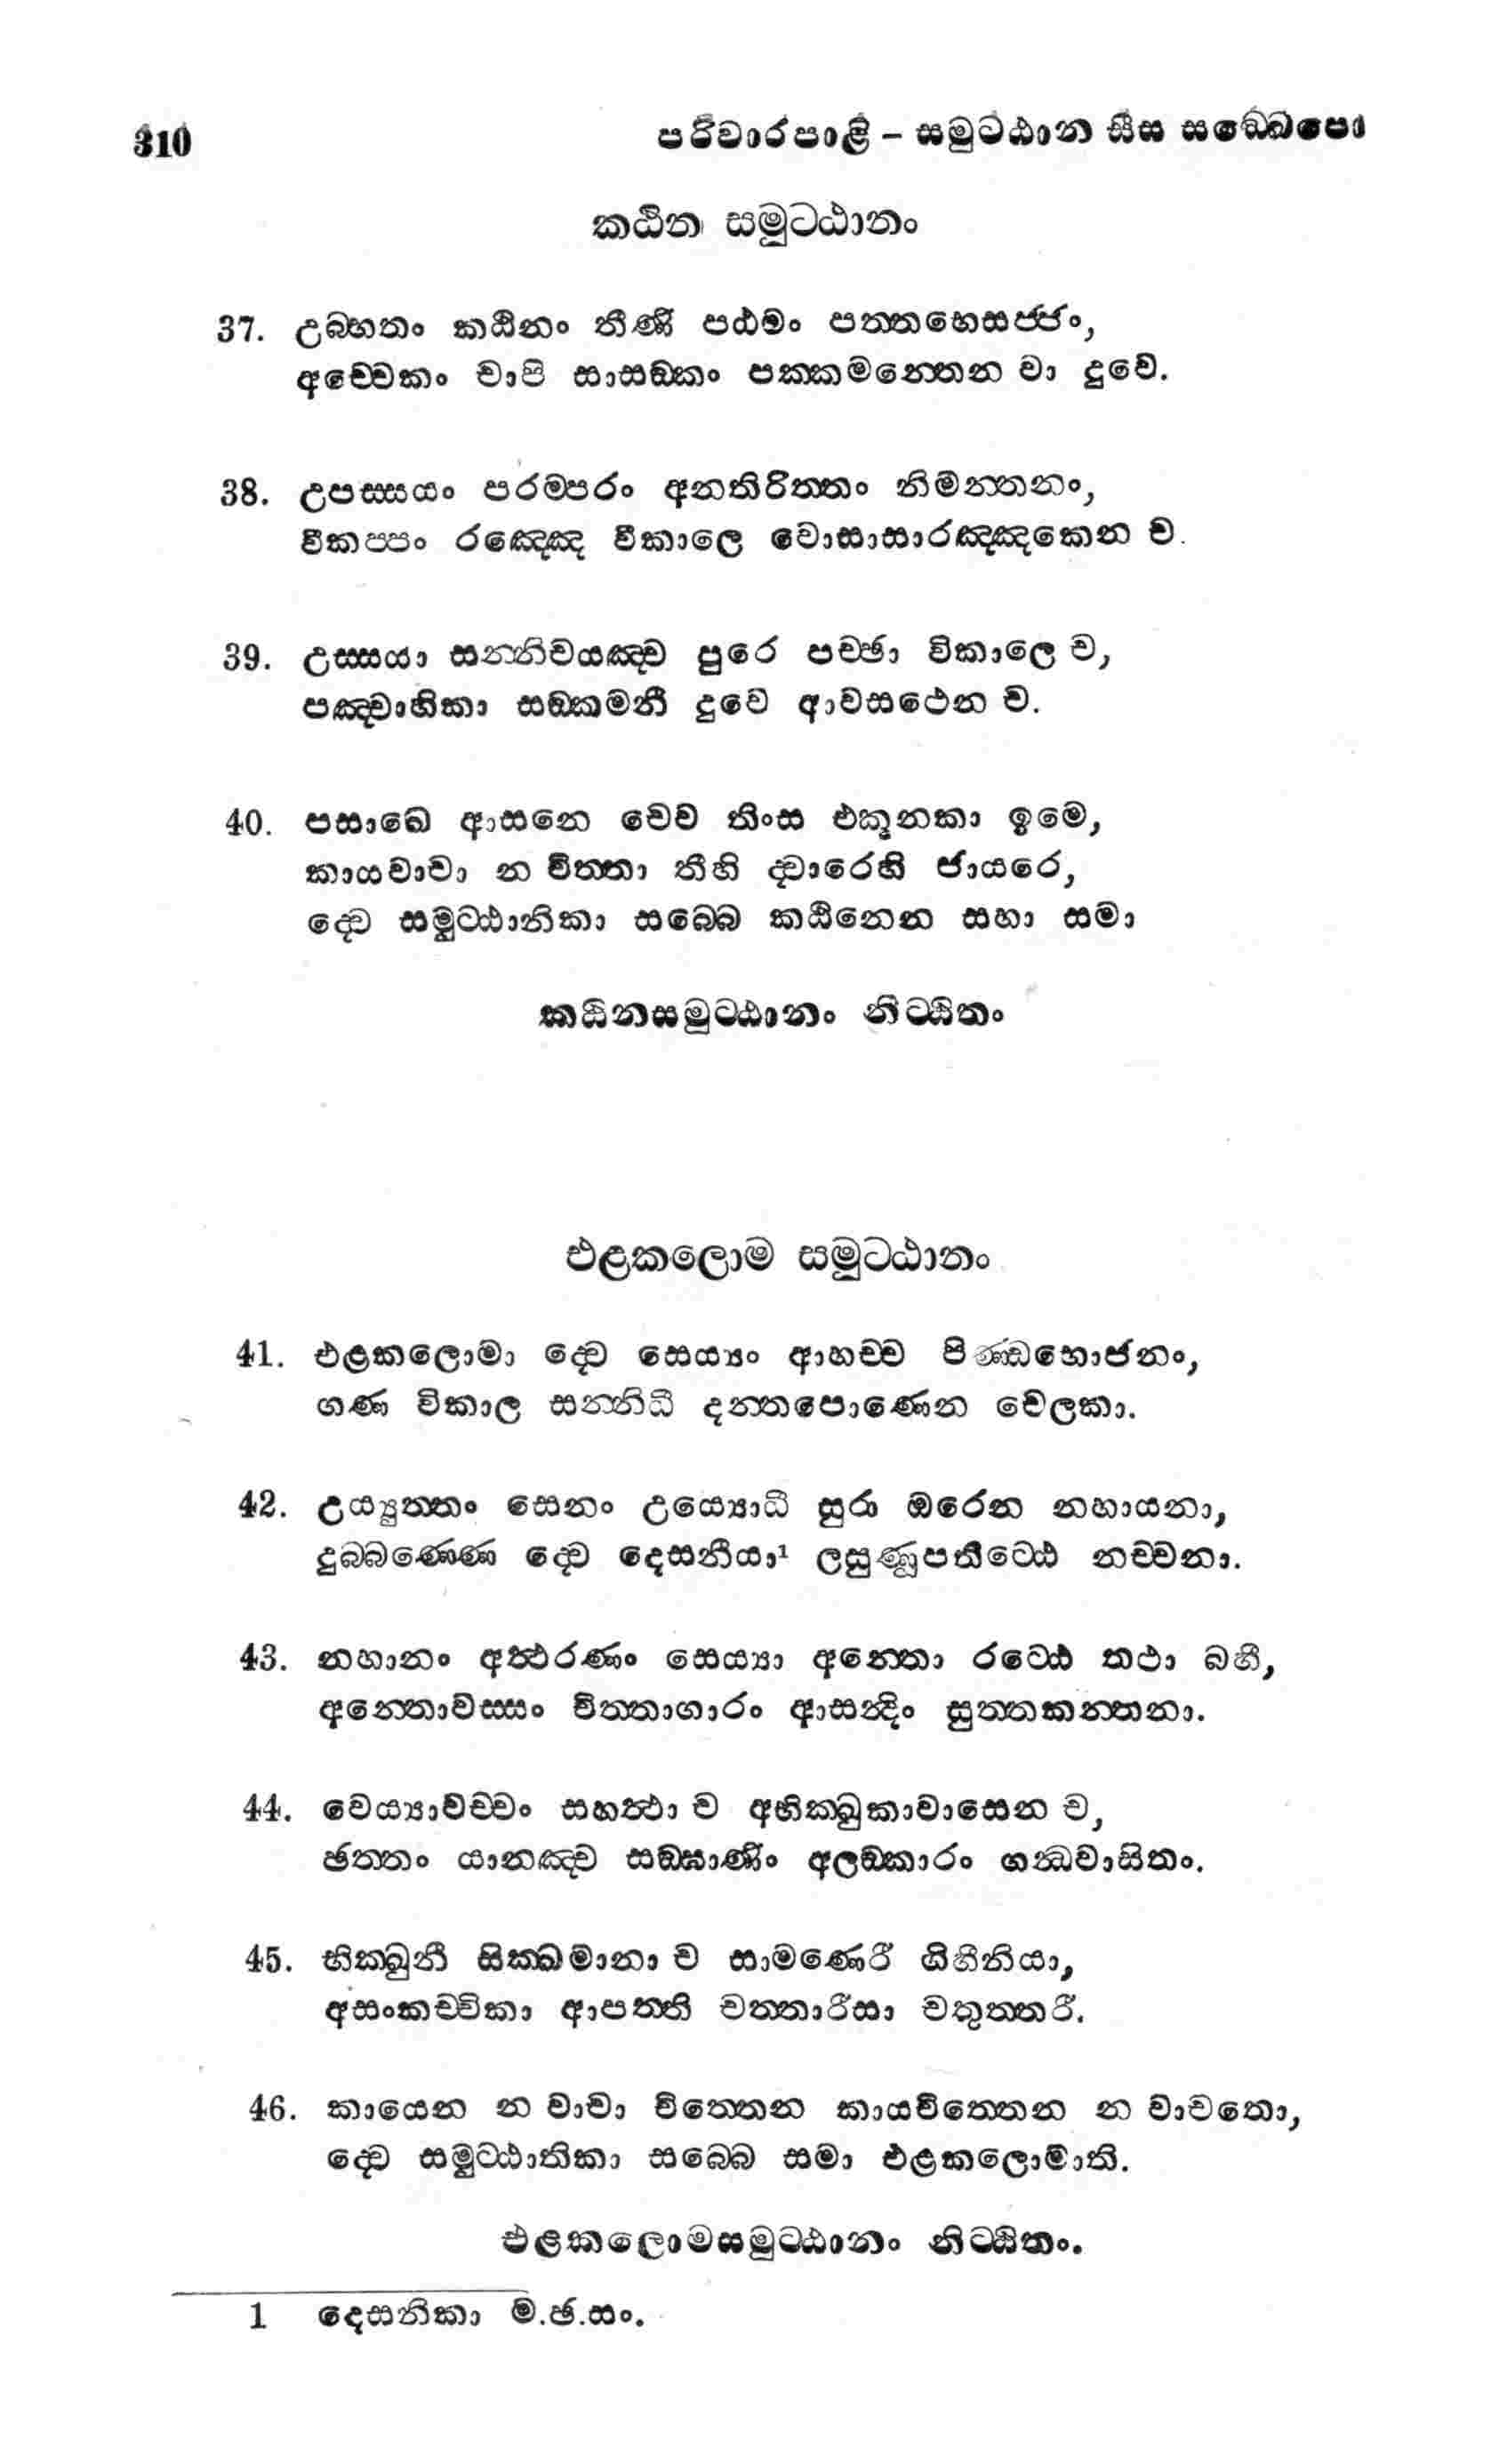 310
පරිවාරපාළි – සමුට්ඨාන සීස සඞ්ඛෙපො
කඨින සමුට්ඨානං
37. උබ්භතං කඨිනං තීණි පඨමං පත්තභෙසජ්ජං,
අච්චෙකං චාපි සාසඞ්කං පක්කමන්තෙන වා දුවෙ.
38. උපස්සයං පරම්පරං අනතිරිත්තං නිමන්තනං,
විකප්පං රඤ්ඤෙ විකාලෙ වොසාසාරඤ්ඤකෙන ච.
39. උස්සයා සන්නිචයඤ්ච පුරෙ පච්ඡා විකාලෙ ච,
පඤ්චාහිකා සඞ්කමනී දුවෙ ආවසථෙන ච.
40. පසාඛෙ ආසනෙ චෙව තිංස එකූනකා ඉමෙ,
කායවාචා න චිත්තා තීහි ද්වාරෙහි ජායරෙ,
ද්වෙ සමුට්ඨානිකා සබ්බෙ කඨිනෙන සහා සමා
කඨිනසමුට්ඨානං නිට්ඨිතං
එළකලොම සමුට්ඨානං
41. එළකලොමා ද්වෙ සෙය්‍යං ආහච්ච පිණ්ඩභොජනං,
ගණ විකාල සන්නිධි දන්තපොණෙන චෙලකා.
42. උය්‍යුත්තං සෙනං උය්‍යොධි සුරා ඔරෙන නහායනා,
දුබ්බණ්ණෙ ද්වෙ දෙසනීයා¹ ලසුණුපතිට්ඨෙ නච්චනා.
43. නහානං අත්ථරණං සෙය්‍යා අන්තො රට්ඨෙ තථා බහි,
අන්තොවස්සං චිත්තාගාරං ආසන්දිං සුත්තකන්තනා.
44. වෙය්‍යාවච්චං සහත්ථා ච අභික්ඛුකාවාසෙන ච,
ඡත්තං යානඤ්ච සඞ්ඝාණිං අලඞ්කාරං ගන්ධවාසිතං.
45. භික්ඛුනී සික්ඛමානා ච සාමණෙරී ගිහීනියා,
අසංකච්චිකා ආපත්ති චත්තාරීසා චතුත්තරි.
46. කායෙන න වාචා චිත්තෙන කායචිත්තෙන න වාචතො,
ද්වෙ සමුට්ඨානිකා සබ්බෙ සමා එළකලොමාති.
එළකලොමසමුට්ඨානං නිට්ඨිතං.
1 දෙසනිකා ම.ඡ.සං.